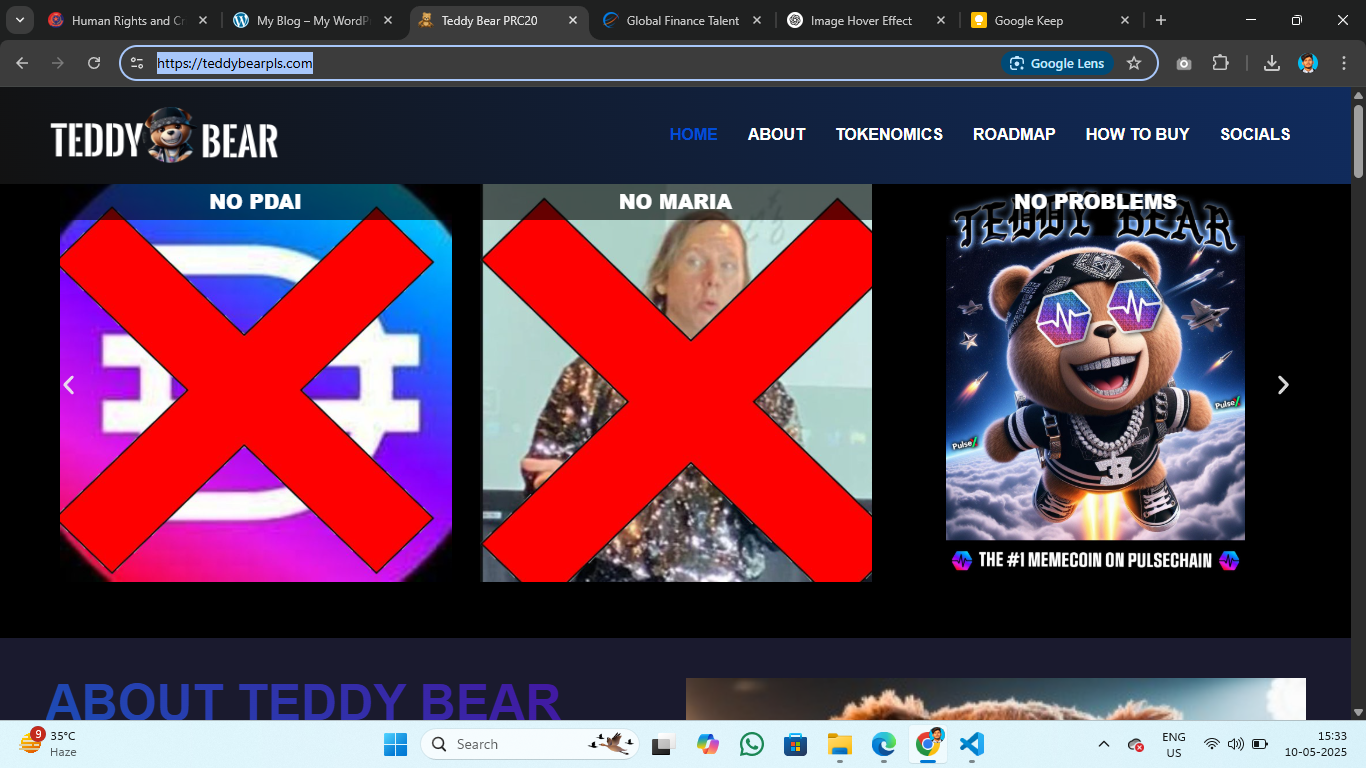 Human Rights and Cr
My Blog – My WordP
Teddy Bear PRC20
Global Finance Talent
Image Hover Effect
Google Keep
https://teddybearpls.com
Google Lens
TEDDY BEAR
HOME
ABOUT
TOKENOMICS
ROADMAP
HOW TO BUY
SOCIALS
NO PDAI
NO MARIA
NO PROBLEMS
TEDDY BEAR
Pulse
Pulse
B
THE #1 MEMECOIN ON PULSECHAIN
ABOUT TEDDY BEAR
9
35°C
Haze
Search
ENG
US
15:33
10-05-2025